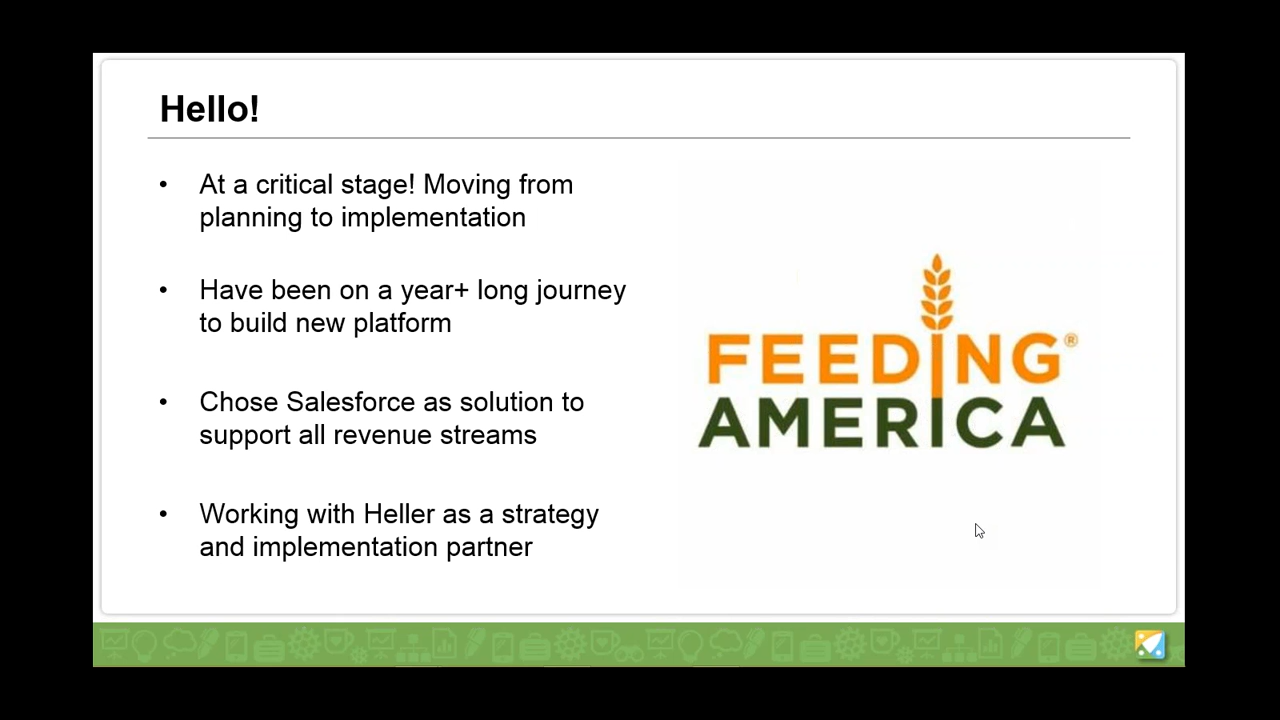 Hello!
• At a critical stage! Moving from
planning to implementation
• Have been on a year+ long journey
to build new platform
• Chose Salesforce as solution to
support all revenue streams
• Working with Heller as a strategy
and implementation partner
FEEDING®
AMERICA